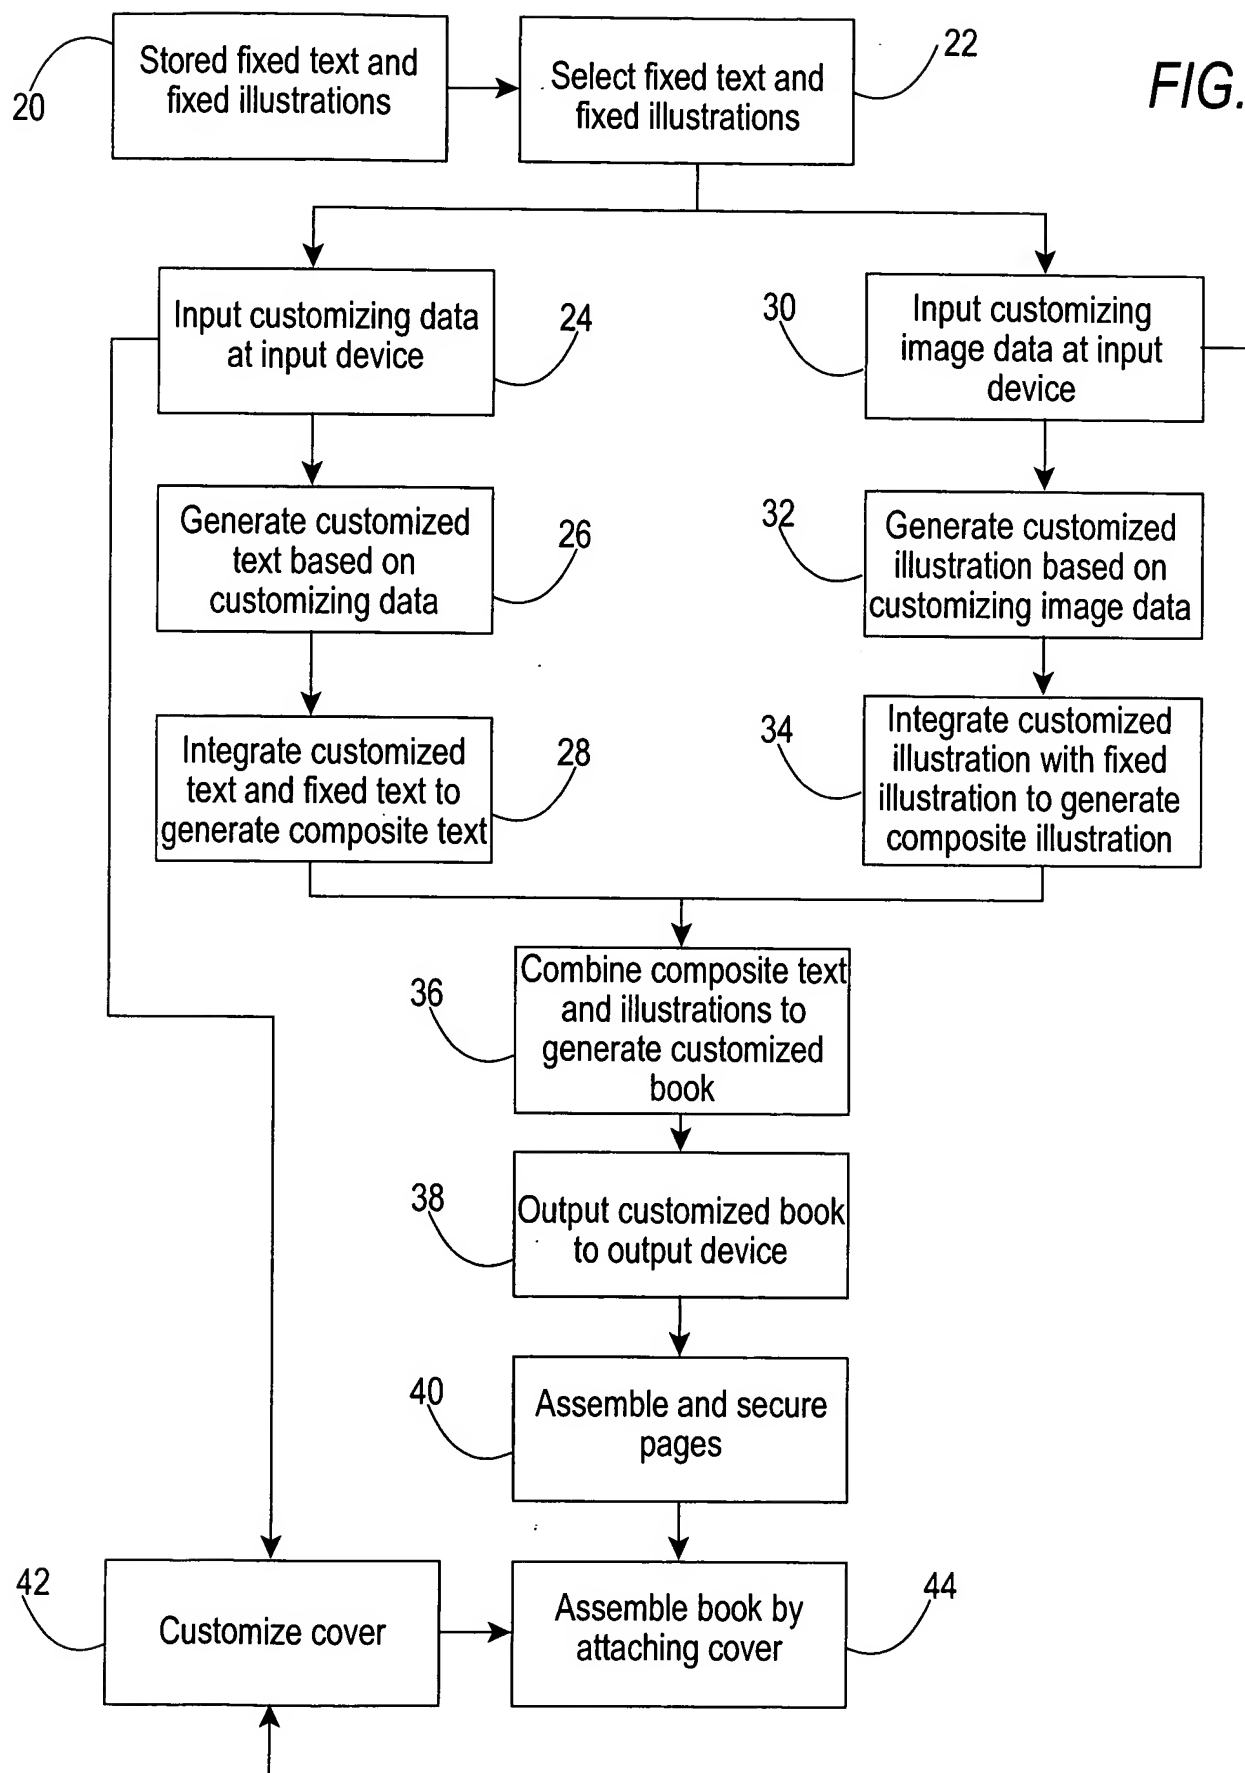 Stored fixed text and
fixed illustrations
20
Select fixed text and
fixed illustrations
22
FIG.
Input customizing data
at input device
24
30
Input customizing
image data at input
device
Generate customized
text based on
customizing data
26
32
Generate customized
illustration based on
customizing image data
Integrate customized
text and fixed text to
generate composite text
28
34
Integrate customized
illustration with fixed
illustration to generate
composite illustration
36
Combine composite text
and illustrations to
generate customized
book
38
Output customized book
to output device
40
Assemble and secure
pages
42
Customize cover
Assemble book by
attaching cover
44